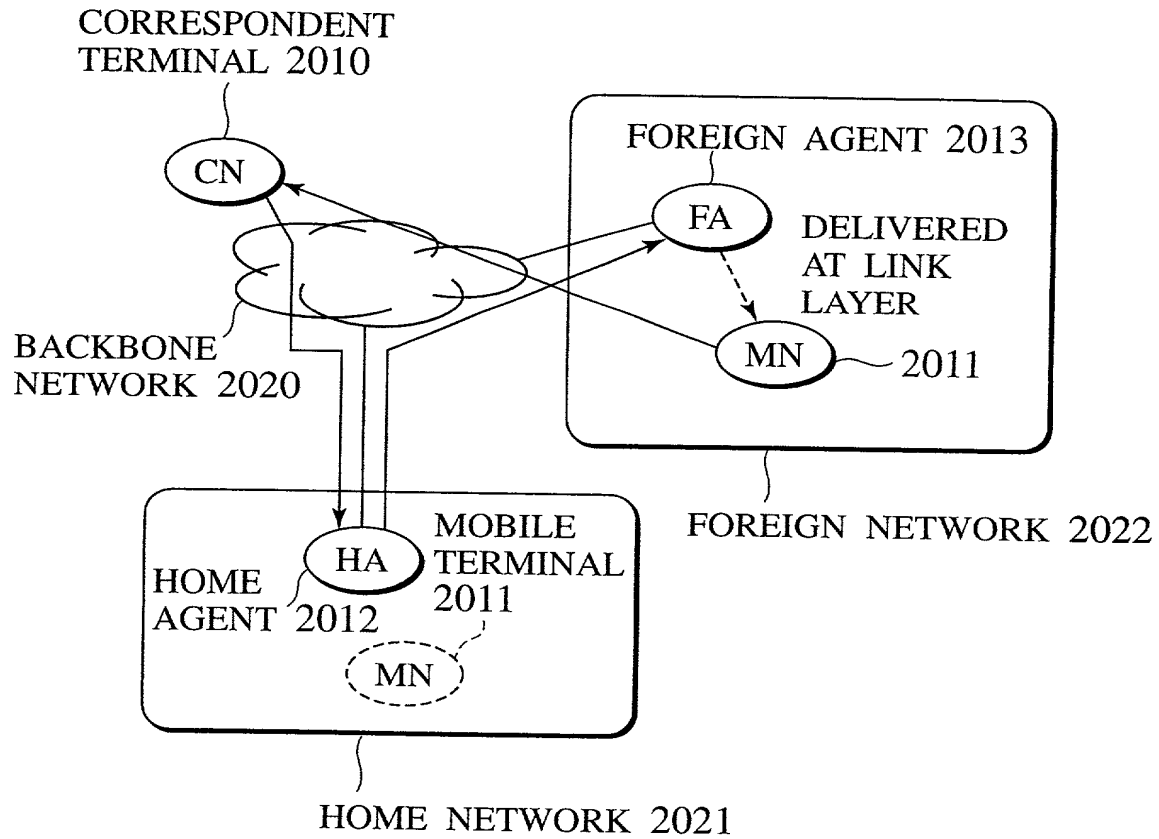 CORRESPONDENT
TERMINAL 2010
CN
FOREIGN AGENT 2013
FA
DELIVERED
AT LINK
LAYER
MN
2011
BACKBONE
NETWORK 2020
FOREIGN NETWORK 2022
HA
MOBILE
TERMINAL
2011
HOME
AGENT 2012
MN
HOME NETWORK 2021